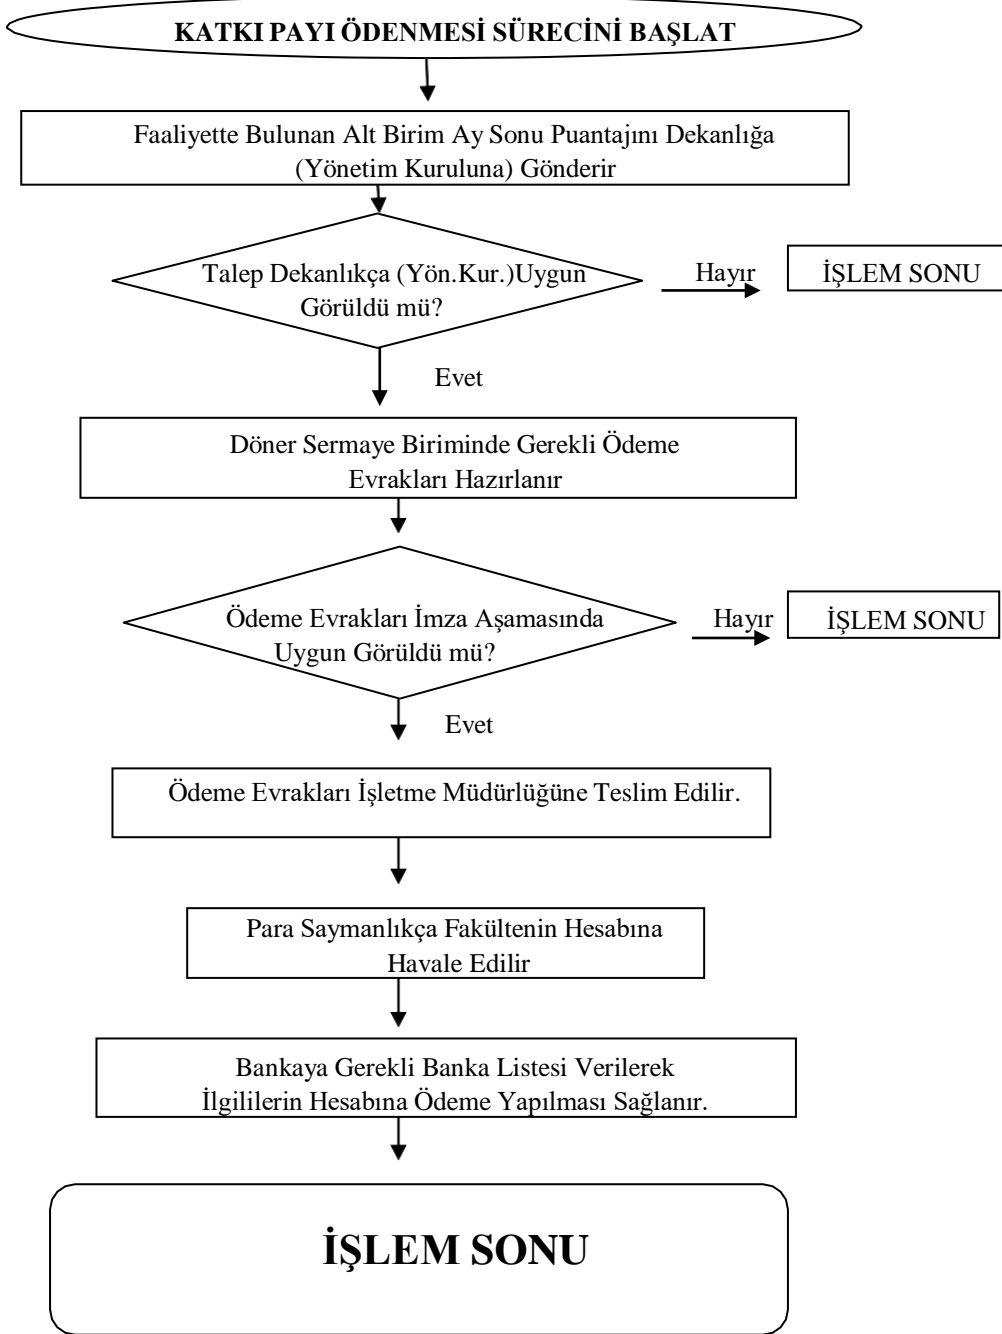 KATKI PAYI ÖDENMESİ SÜRECİNİ BAŞLAT
Faaliyette Bulunan Alt Birim Ay Sonu Puantajını Dekanlığa
(Yönetim Kuruluna) Gönderir
Talep Dekanlıkça (Yön.Kur.)Uygun
Görüldü mü?
Hayır
İŞLEM SONU
Evet
Döner Sermaye Biriminde Gerekli Ödeme
Evrakları Hazırlanır
Ödeme Evrakları İmza Aşamasında
Uygun Görüldü mü?
Hayır
İŞLEM SONU
Evet
Ödeme Evrakları İşletme Müdürlüğüne Teslim Edilir.
Para Saymanlıkça Fakültenin Hesabına
Havale Edilir
Bankaya Gerekli Banka Listesi Verilerek
İlgililerin Hesabına Ödeme Yapılması Sağlanır.
İŞLEM SONU